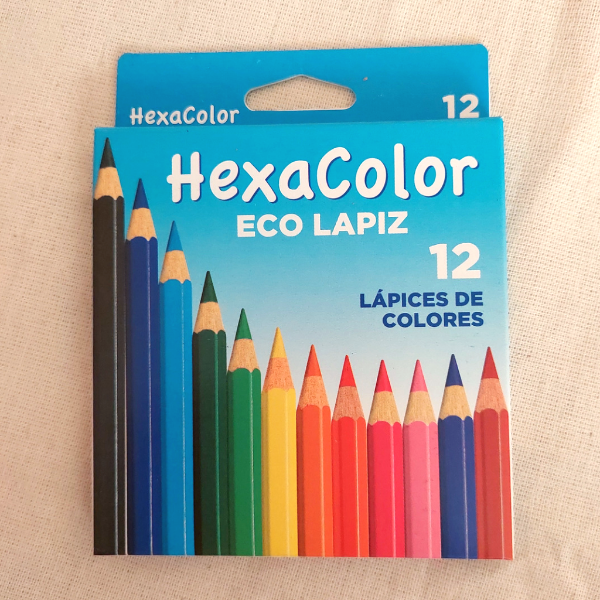 HexaColor 12
HexaColor
ECO LAPIZ
12
LÁPICES DE
COLORES